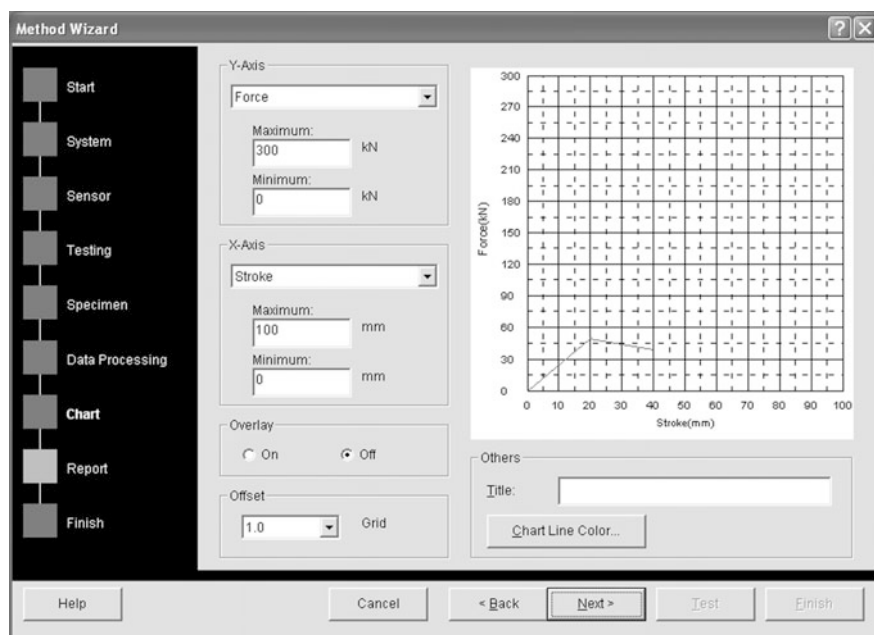 Method Wizard
Start
System
Sensor
Testing
Specimen
Data Processing
Chart
Report
Finish
Y-Axis
Force
Maximum:
300 kN
Minimum:
0 kN
X-Axis
Stroke
Maximum:
100 mm
Minimum:
0 mm
Overlay
On Off
Offset
1.0 Grid
Force(kN)
300
270
240
210
180
150
120
90
60
30
0
0 10 20 30 40 50 60 70 80 90 100
Stroke(mm)
Others
Title:
Chart Line Color...
Help Cancel < Back Next > Test Finish